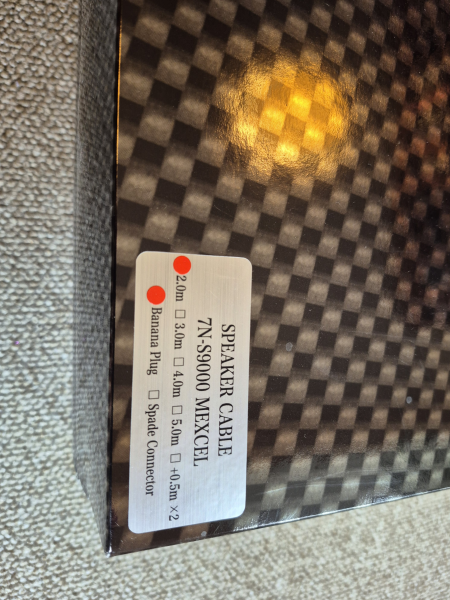 SPEAKER CABLE
7N-S9000 MEXCEL
2.0m □ 3.0m □ 4.0m □ 5.0m □ +0.5m ×2
Banana Plug □ Spade Connector